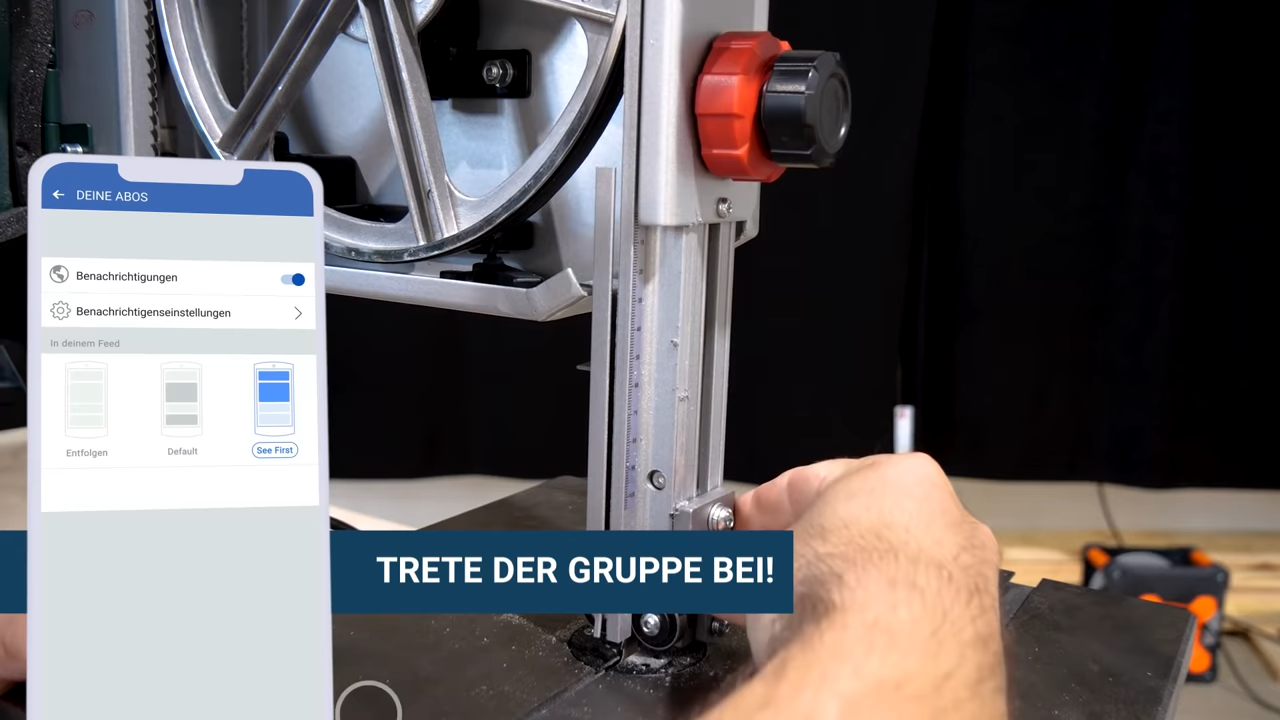 DEINE ABOS
Benachrichtigungen
Benachrichtigenseinstellungen
In deinem Feed
Entfolgen
Default
See First
TRETE DER GRUPPE BEI!